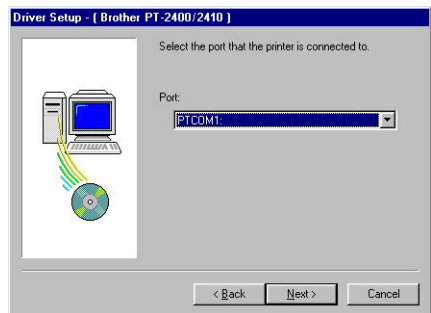 Driver Setup - ( Brother PT-2400/2410 )
Select the port that the printer is connected to.
Port:
PTCOM1:
< Back
Next >
Cancel